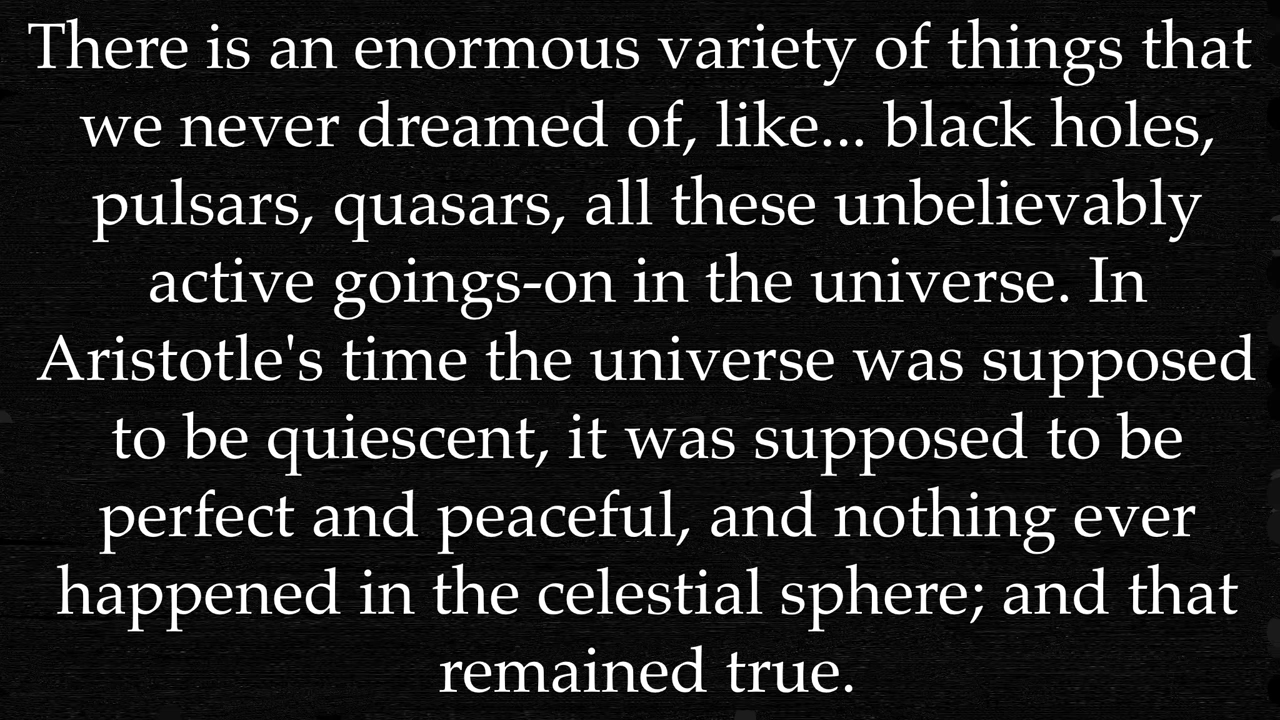 There is an enormous variety of things that
we never dreamed of, like... black holes,
pulsars, quasars, all these unbelievably
active goings-on in the universe. In
Aristotle's time the universe was supposed
to be quiescent, it was supposed to be
perfect and peaceful, and nothing ever
happened in the celestial sphere; and that
remained true.